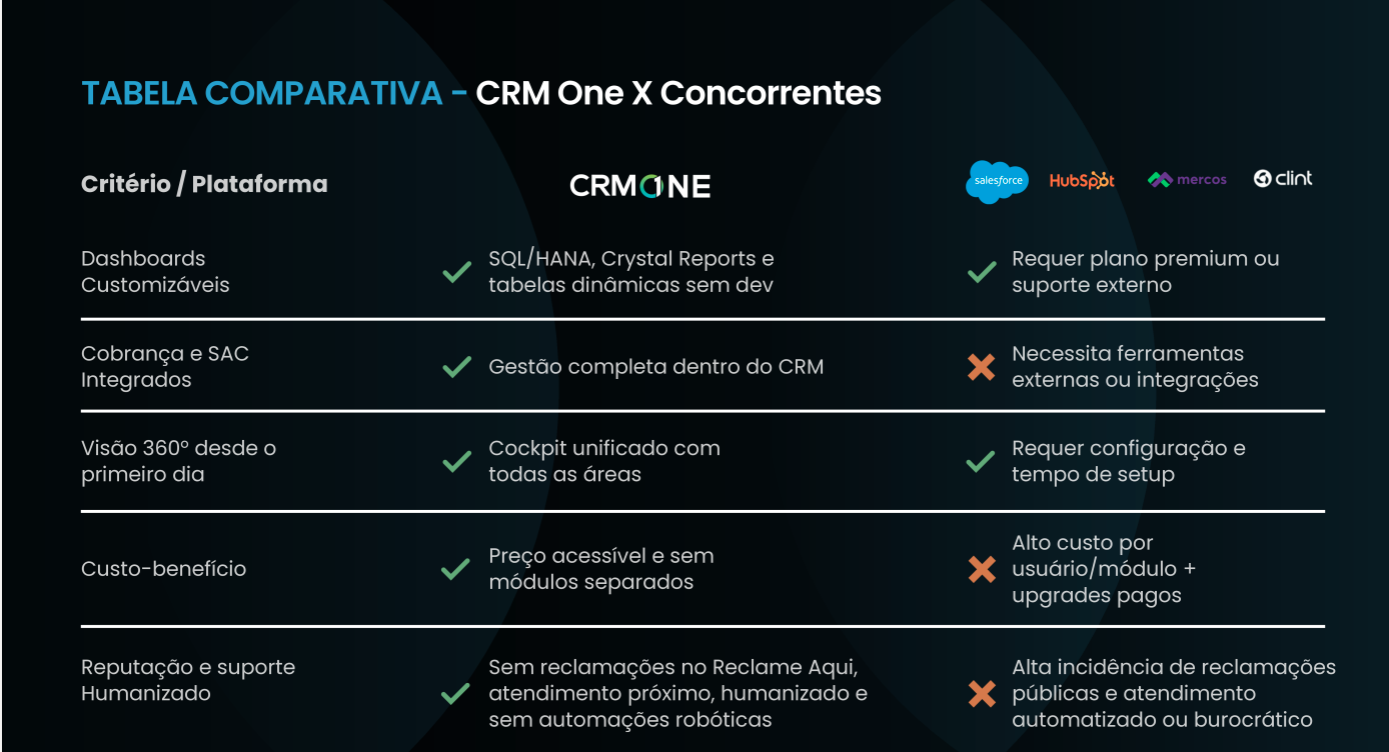 TABELA COMPARATIVA - CRM One X Concorrentes
Critério / Plataforma
CRMONE
salesforce
HubSpot
mercos
clint
Dashboards
Customizáveis
SQL/HANA, Crystal Reports e
tabelas dinâmicas sem dev
Requer plano premium ou
suporte externo
Cobrança e SAC
Integrados
Gestão completa dentro do CRM
Necessita ferramentas
externas ou integrações
Visão 360º desde o
primeiro dia
Cockpit unificado com
todas as áreas
Requer configuração e
tempo de setup
Custo-benefício
Preço acessível e sem
módulos separados
Alto custo por
usuário/módulo +
upgrades pagos
Reputação e suporte
Humanizado
Sem reclamações no Reclame Aqui,
atendimento próximo, humanizado e
sem automações robóticas
Alta incidência de reclamações
públicas e atendimento
automatizado ou burocrático